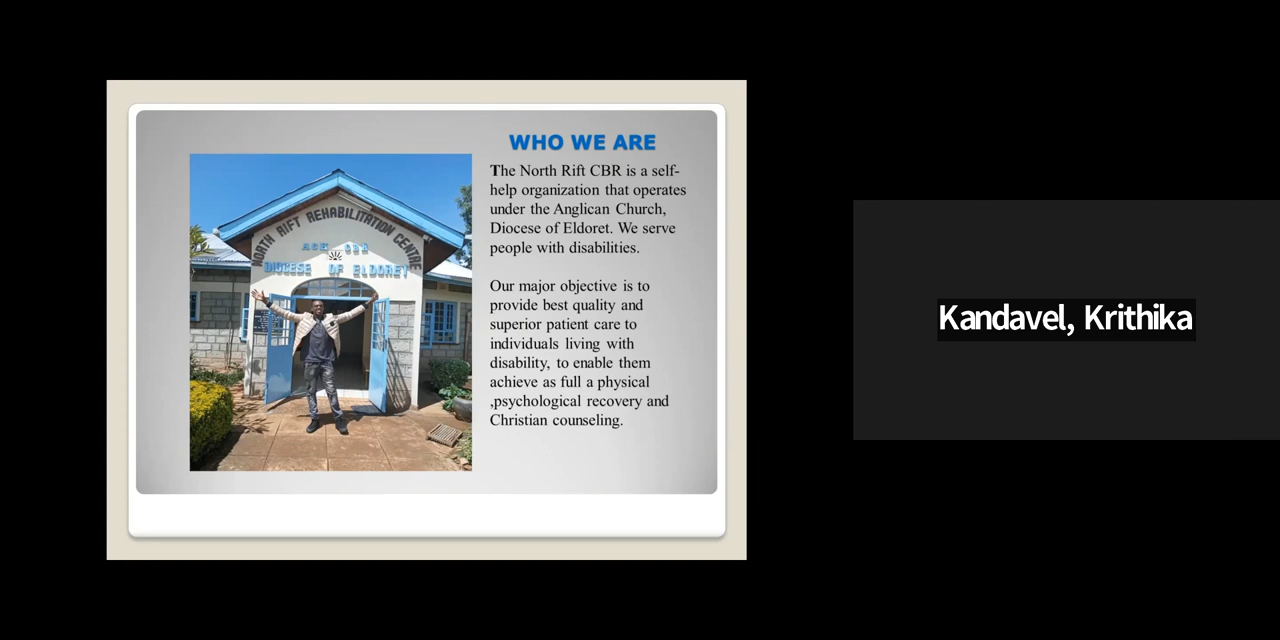 WHO WE ARE
The North Rift CBR is a self-
help organization that operates
under the Anglican Church,
Diocese of Eldoret. We serve
people with disabilities.
Our major objective is to
provide best quality and
superior patient care to
individuals living with
disability, to enable them
achieve as full a physical
,psychological recovery and
Christian counseling.
NORTH RIFT REHABILITATION CENTRE
ACK CBR
DIOCESE OF ELDORET
Kandavel, Krithika